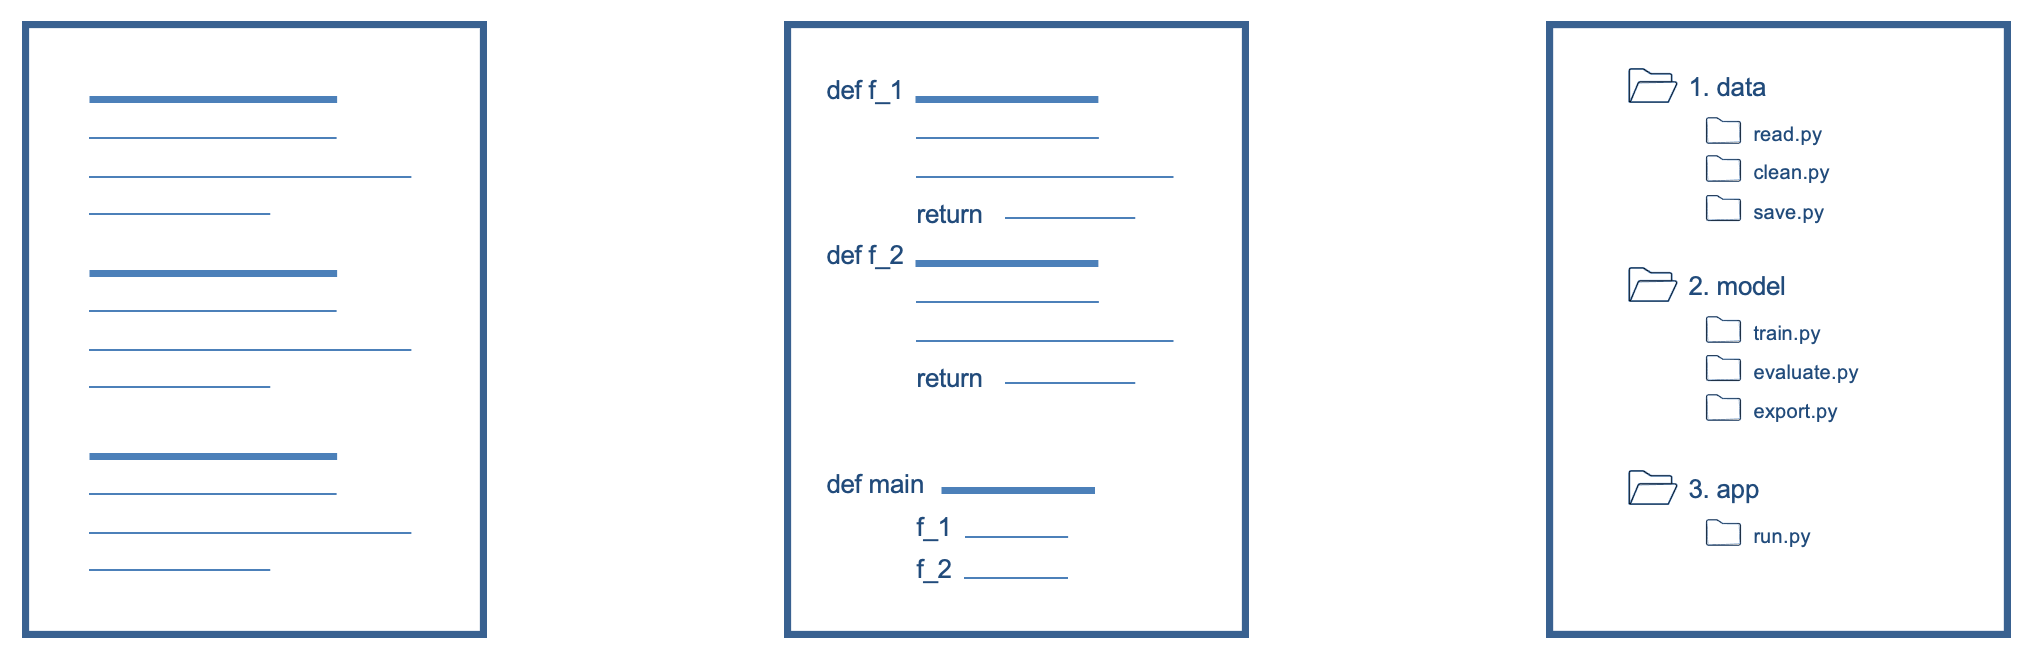 def f_1
return
def f_2
return
def main
f_1
f_2
1. data
read.py
clean.py
save.py
2. model
train.py
evaluate.py
export.py
3. app
run.py